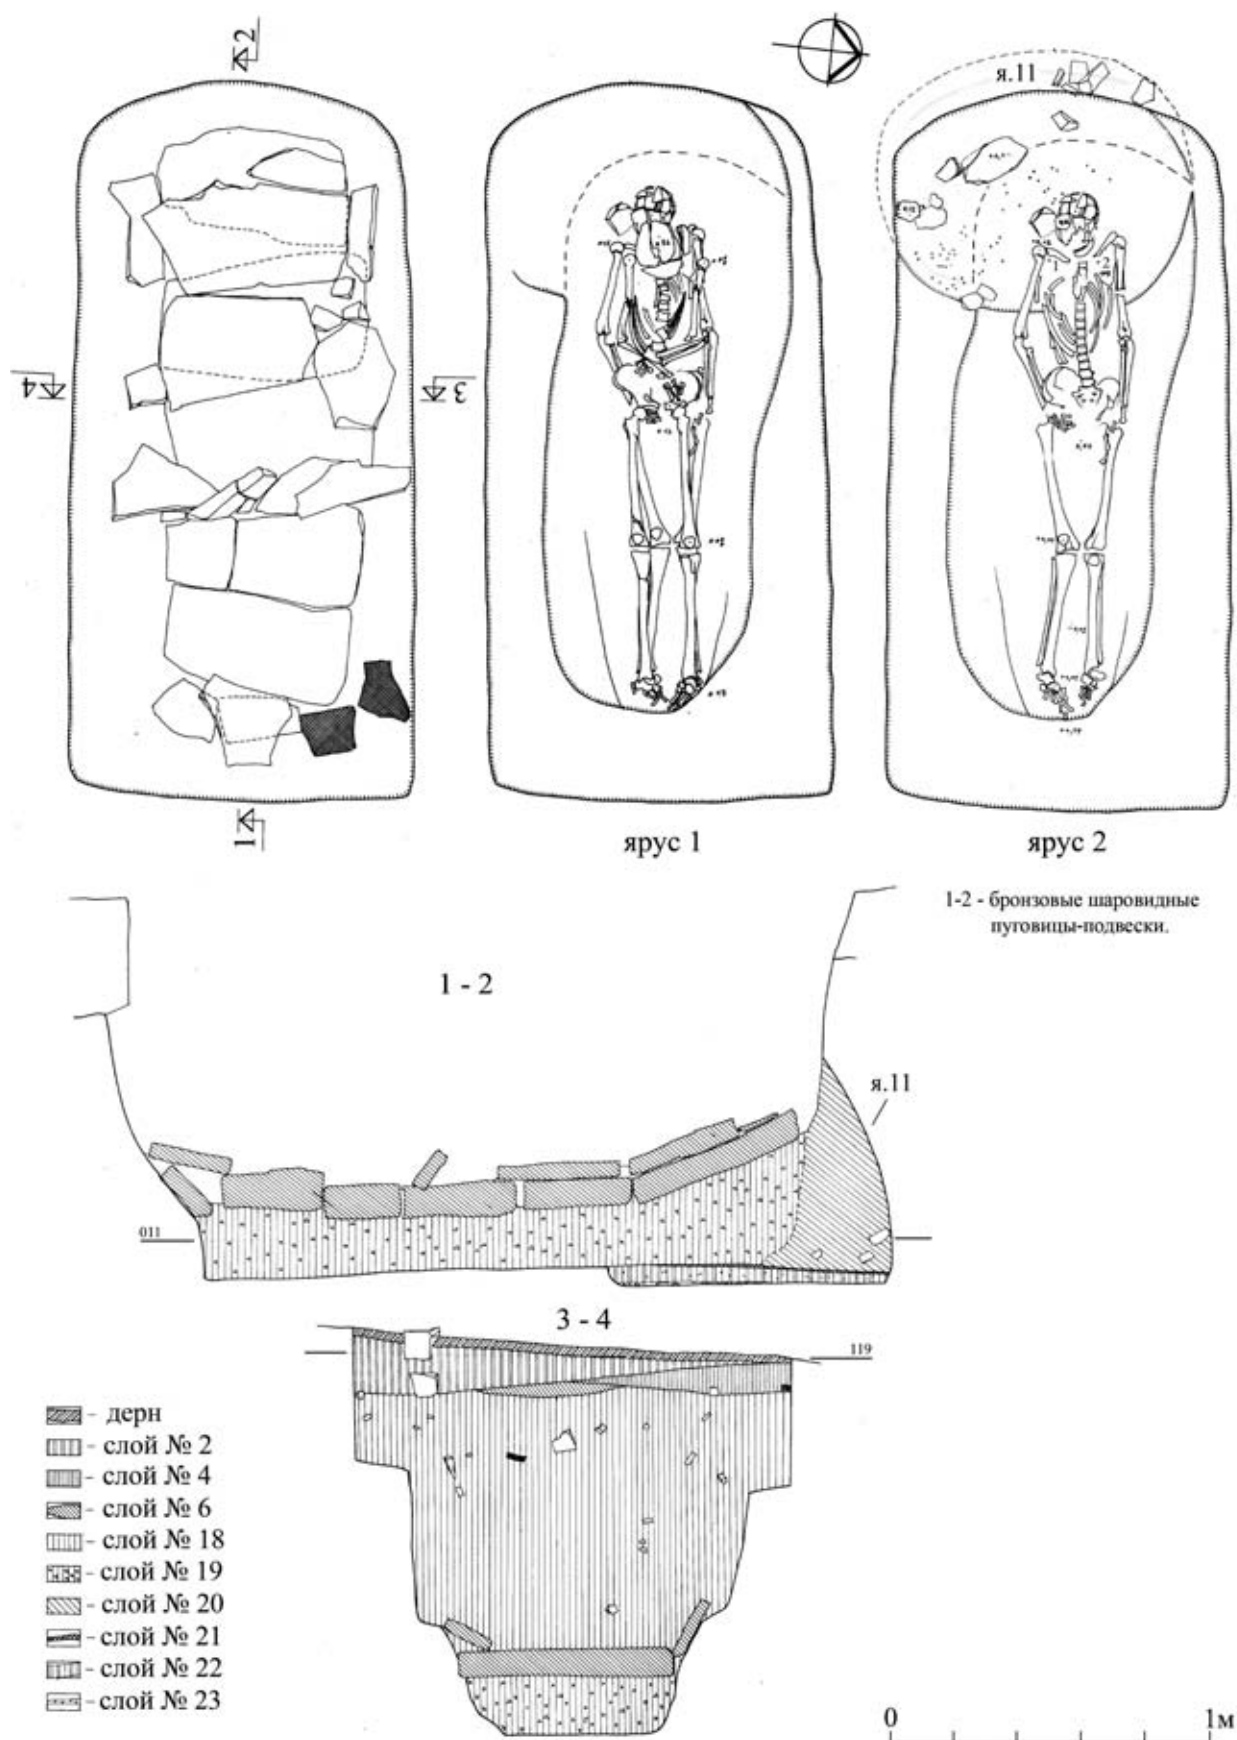 2
я.11
4
3
1
ярус 1
1
2
ярус 2
1-2 - бронзовые шаровидные
пуговицы-подвески.
1 - 2
я.11
011
3 - 4
119
- дерн
- слой № 2
- слой № 4
- слой № 6
- слой № 18
- слой № 19
- слой № 20
- слой № 21
- слой № 22
- слой № 23
0
1м